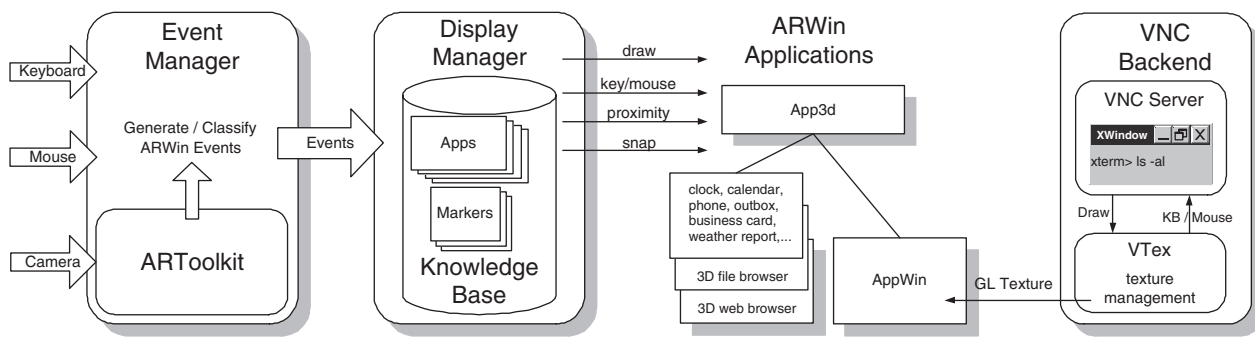 Keyboard
Mouse
Camera
Event
Manager
Generate / Classify
ARWin Events
ARToolkit
Events
Display
Manager
Apps
Markers
Knowledge
Base
draw
key/mouse
proximity
snap
ARWin
Applications
App3d
clock, calendar,
phone, outbox,
business card,
weather report,...
3D file browser
3D web browser
AppWin
GL Texture
VNC
Backend
VNC Server
XWindow
xterm> ls -al
Draw
KB / Mouse
VTex
texture
management